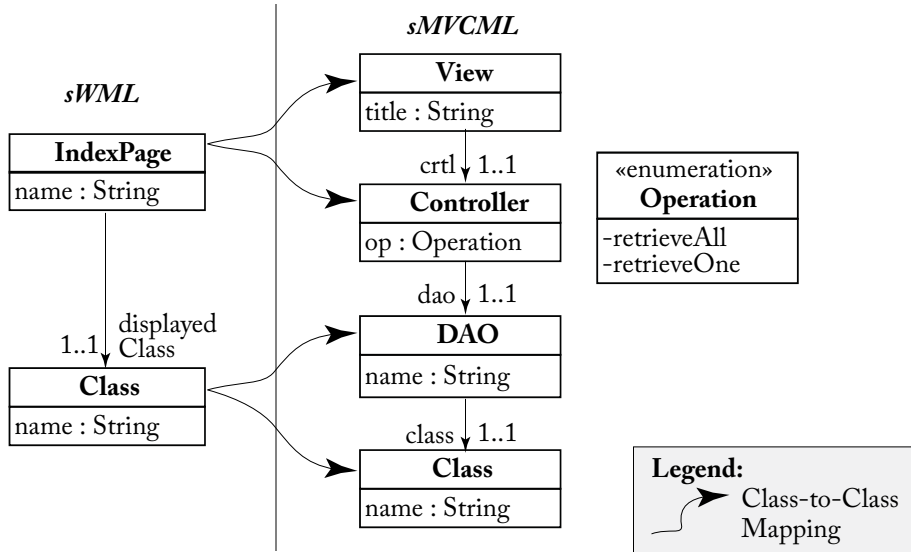 sWML
IndexPage
name : String
displayed
1..1
Class
Class
name : String
sMVCML
View
title : String
crtl 1..1
Controller
op : Operation
dao 1..1
DAO
name : String
class 1..1
Class
name : String
«enumeration»
Operation
-retrieveAll
-retrieveOne
Legend:
Class-to-Class
Mapping